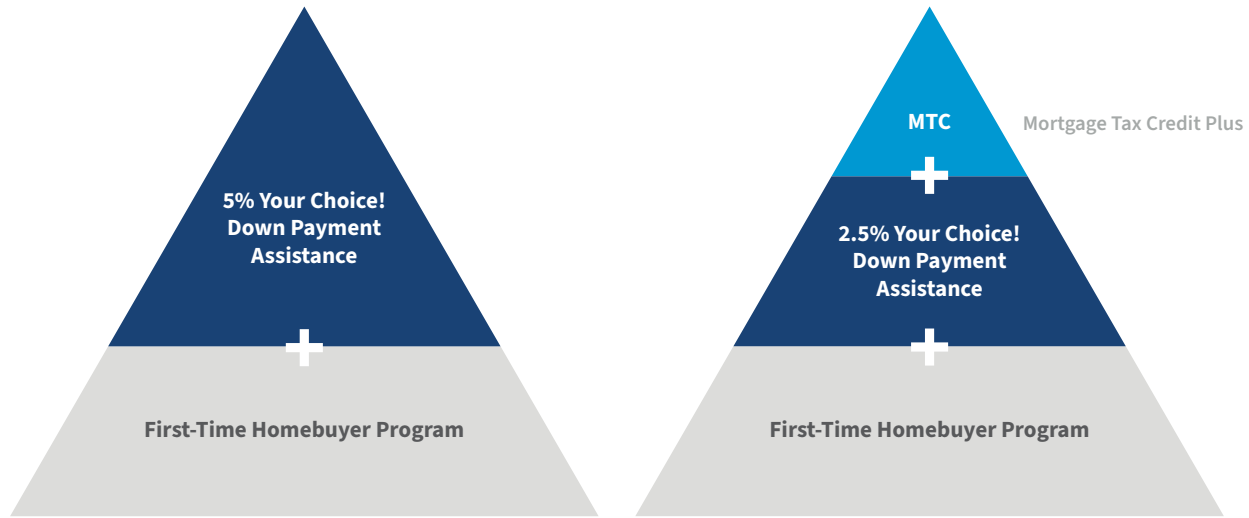 5% Your Choice!
Down Payment
Assistance
First-Time Homebuyer Program
MTC
Mortgage Tax Credit Plus
2.5% Your Choice!
Down Payment
Assistance
First-Time Homebuyer Program